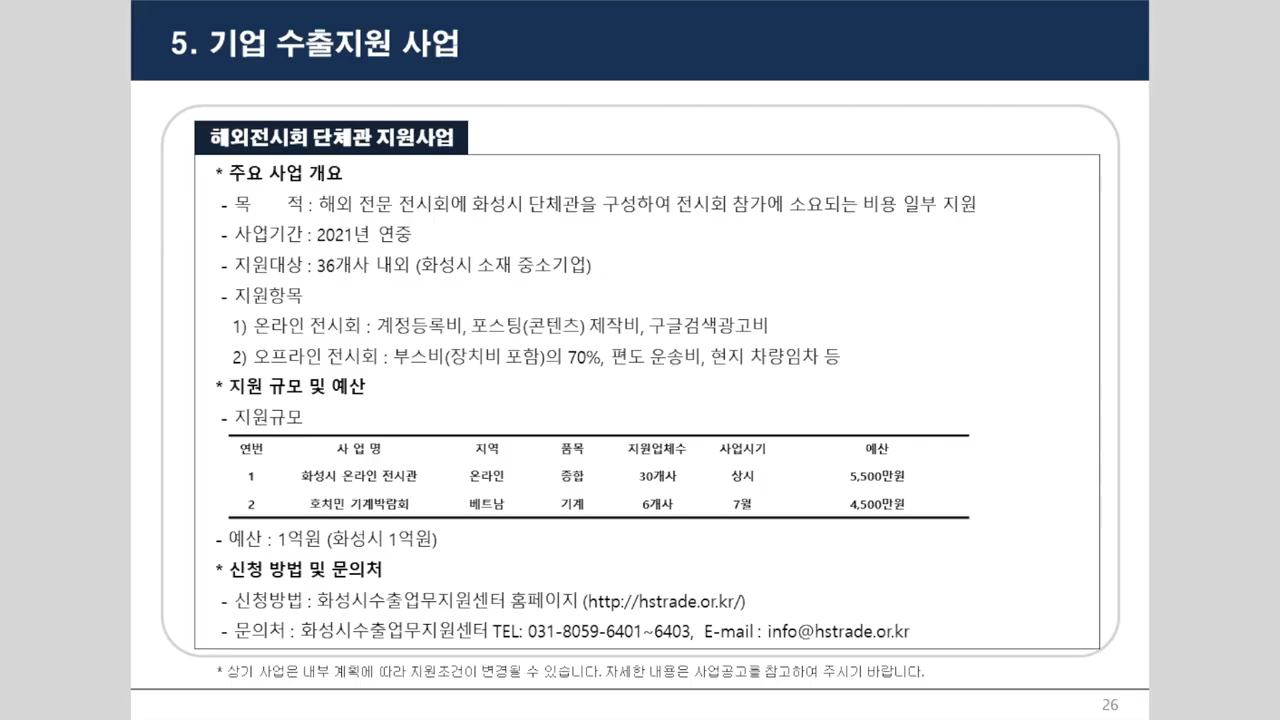 5. 기업 수출지원 사업
해외전시회 단체관 지원사업
* 주요 사업 개요
- 목 적 : 해외 전문 전시회에 화성시 단체관을 구성하여 전시회 참가에 소요되는 비용 일부 지원
- 사업기간 : 2021년 연중
- 지원대상 : 36개사 내외 (화성시 소재 중소기업)
- 지원항목
1) 온라인 전시회 : 계정등록비, 포스팅(콘텐츠) 제작비, 구글검색광고비
2) 오프라인 전시회 : 부스비(장치비 포함)의 70%, 편도 운송비, 현지 차량임차 등
* 지원 규모 및 예산
- 지원규모
연번 사 업 명 지역 품목 지원업체수 사업시기 예산
1 화성시 온라인 전시관 온라인 종합 30개사 상시 5,500만원
2 호치민 기계박람회 베트남 기계 6개사 7월 4,500만원
- 예산 : 1억원 (화성시 1억원)
* 신청 방법 및 문의처
- 신청방법 : 화성시수출업무지원센터 홈페이지 (http://hstrade.or.kr/)
- 문의처 : 화성시수출업무지원센터 TEL: 031-8059-6401~6403, E-mail : info@hstrade.or.kr
* 상기 사업은 내부 계획에 따라 지원조건이 변경될 수 있습니다. 자세한 내용은 사업공고를 참고하여 주시기 바랍니다.
26